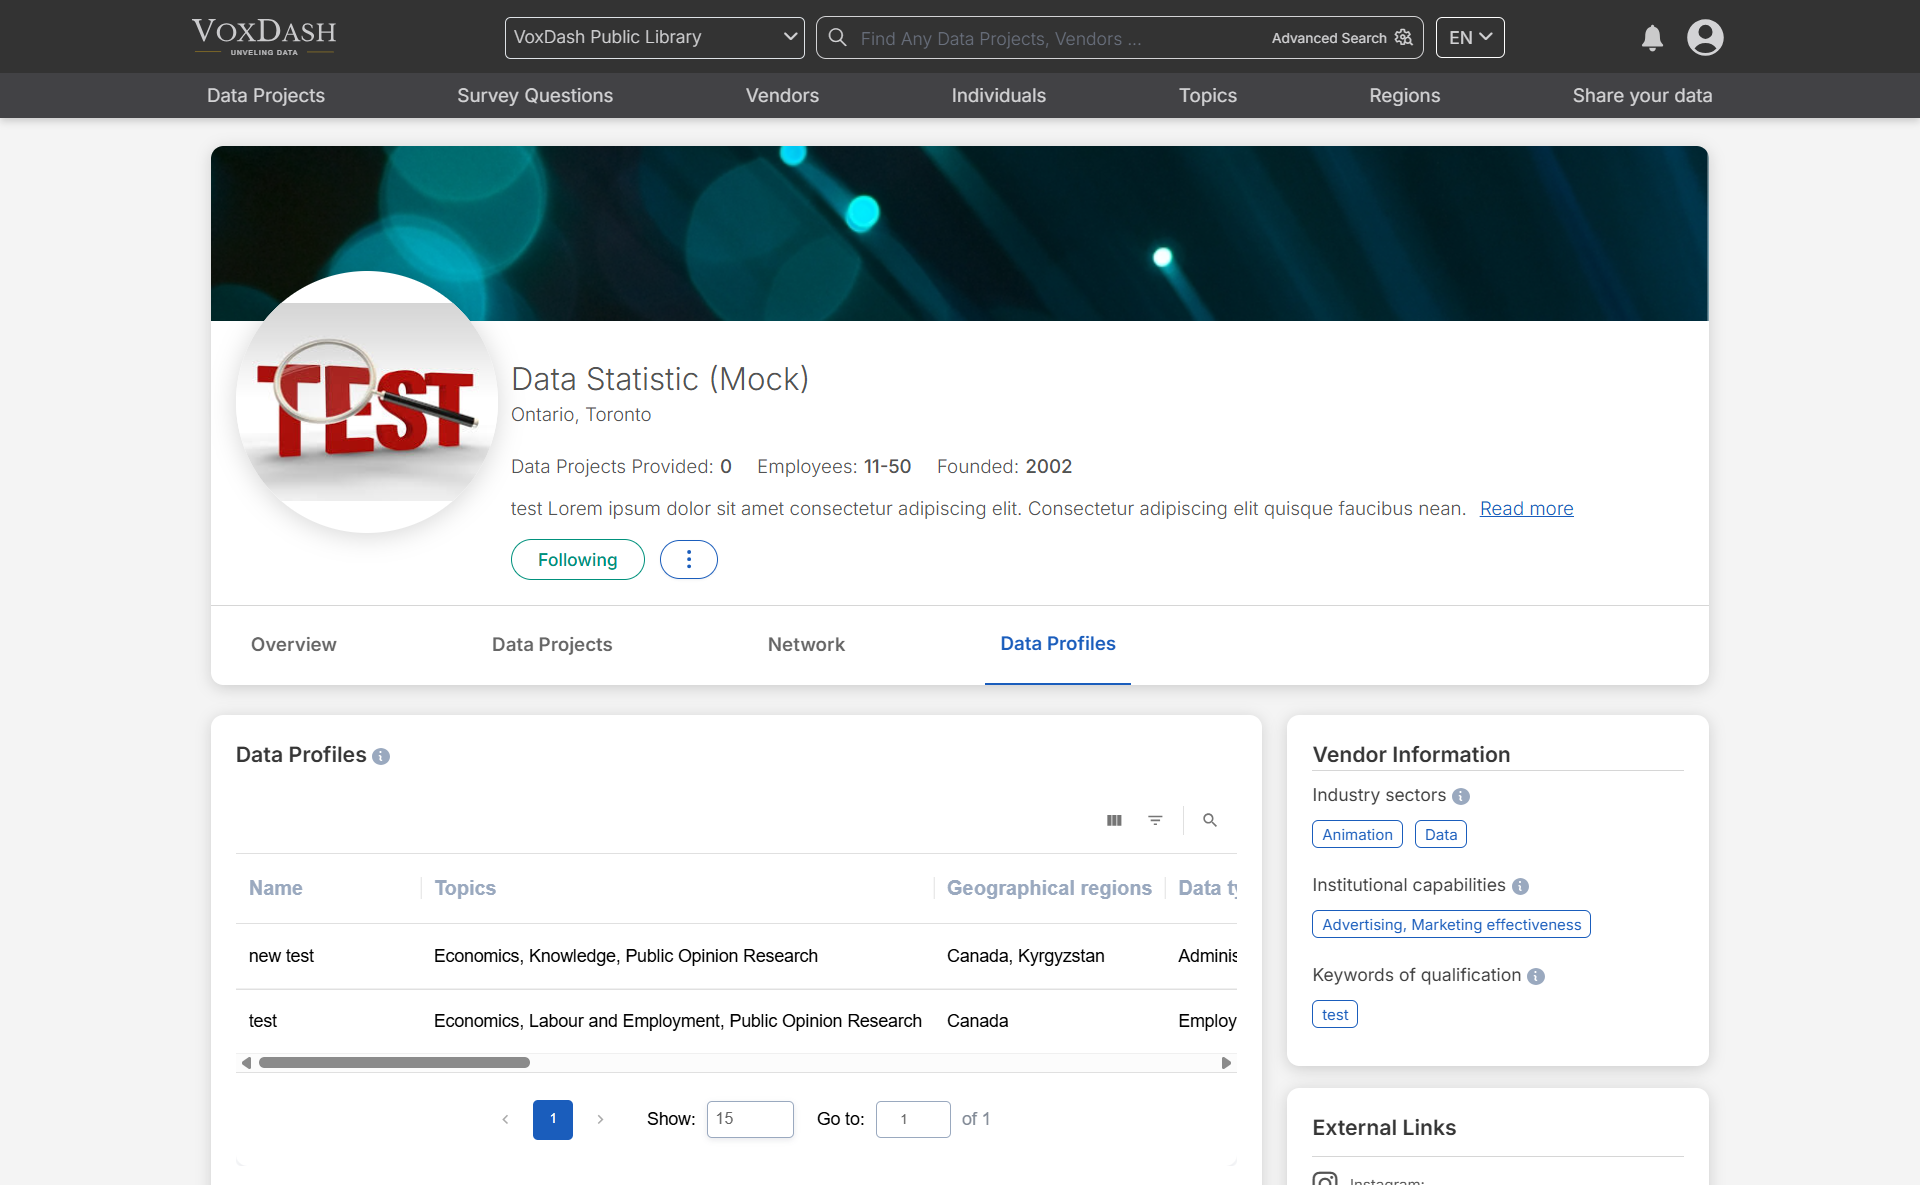 VOXDASH
UNVELING DATA
VoxDash Public Library
Find Any Data Projects, Vendors ...
Advanced Search
EN
Data Projects
Survey Questions
Vendors
Individuals
Topics
Regions
Share your data
TEST
Data Statistic (Mock)
Ontario, Toronto
Data Projects Provided: 0 Employees: 11-50 Founded: 2002
test Lorem ipsum dolor sit amet consectetur adipiscing elit. Consectetur adipiscing elit quisque faucibus nean. Read more
Following
Overview
Data Projects
Network
Data Profiles
Data Profiles
Name Topics Geographical regions Data ty
new test Economics, Knowledge, Public Opinion Research Canada, Kyrgyzstan Adminis
test Economics, Labour and Employment, Public Opinion Research Canada Employ
1 Show: 15 Go to: 1 of 1
Vendor Information
Industry sectors
Animation Data
Institutional capabilities
Advertising, Marketing effectiveness
Keywords of qualification
test
External Links
Instagram: